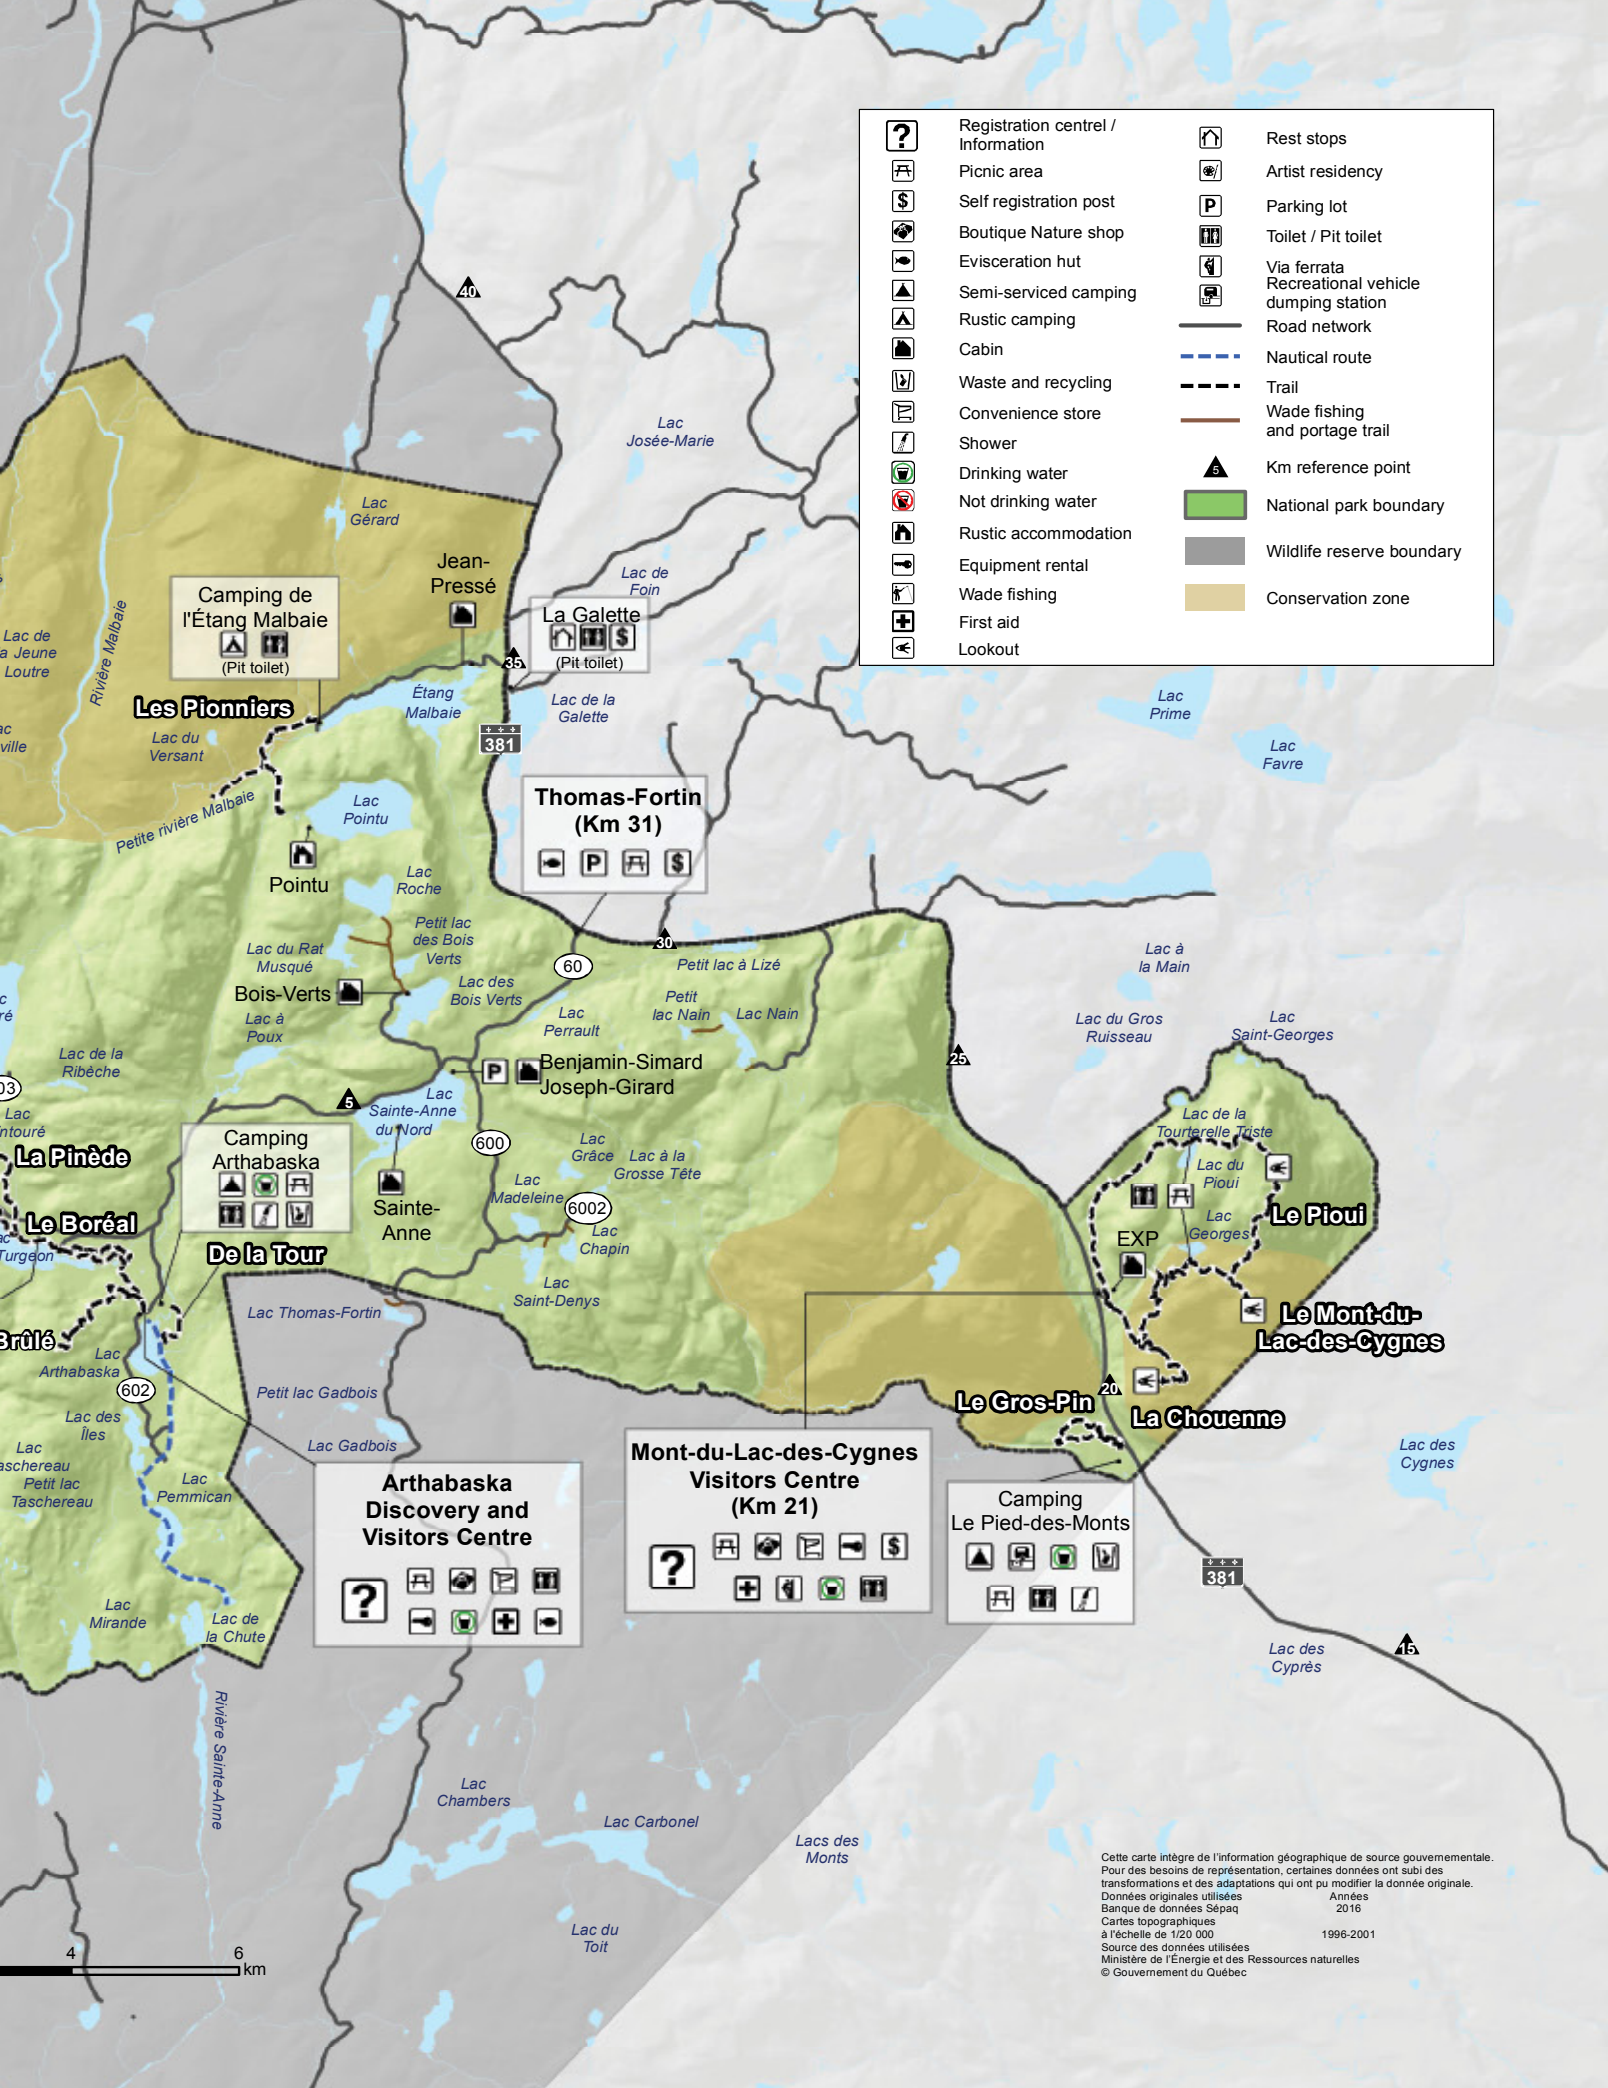 Registration centrel /
Information
Picnic area
$ Self registration post
Boutique Nature shop
Evisceration hut
Semi-serviced camping
Rustic camping
Cabin
Waste and recycling
Convenience store
Shower
Drinking water
Not drinking water
Rustic accommodation
Equipment rental
Wade fishing
First aid
Lookout
Rest stops
Artist residency
P Parking lot
Toilet / Pit toilet
Via ferrata
Recreational vehicle
dumping station
Road network
Nautical route
Trail
Wade fishing
and portage trail
5 Km reference point
National park boundary
Wildlife reserve boundary
Conservation zone
40
Lac
Josée-Marie
Lac
Gérard
Jean-
Pressé
Lac de
Foin
Camping de
l'Étang Malbaie
(Pit toilet)
La Galette
$
(Pit toilet)
35
Lac de
la Jeune
Loutre
Rivière Malbaie
Les Pionniers
Étang
Malbaie
Lac de la
Galette
381
Lac du
Versant
Lac
Prime
Lac
Favre
Petite rivière Malbaie
Lac
Pointu
Thomas-Fortin
(Km 31)
P $
Pointu
Lac
Roche
Petit lac
des Bois
Verts
Lac du Rat
Musqué
30
60
Petit lac à Lizé
Lac à
la Main
Bois-Verts
Lac des
Bois Verts
Petit
lac Nain
Lac Nain
Lac à
Poux
Lac
Perrault
Lac du Gros
Ruisseau
Lac
Saint-Georges
Lac de la
Ribèche
25
P
Benjamin-Simard
Joseph-Girard
03
5
Lac
Sainte-Anne
du Nord
Lac
La Pinède
Camping
Arthabaska
600
Lac
Grâce
Lac à la
Grosse Tête
Lac de la
Tourterelle Triste
Lac du
Pioui
Lac
Madeleine
6002
Sainte-
Anne
Lac
Chapin
Le Boréal
Turgeon
De la Tour
EXP
Lac
Georges
Le Pioui
Lac
Saint-Denys
Lac Thomas-Fortin
Le Mont-du-
Lac-des-Cygnes
Brûlé
Lac
Arthabaska
602
Petit lac Gadbois
20
Le Gros-Pin
La Chouenne
Lac des
Îles
Lac Gadbois
Lac
Taschereau
Petit lac
Taschereau
Lac
Pemmican
Lac des
Cygnes
Arthabaska
Discovery and
Visitors Centre
?
Mont-du-Lac-des-Cygnes
Visitors Centre
(Km 21)
? $
Camping
Le Pied-des-Monts
381
Lac
Mirande
Lac de
la Chute
15
Lac des
Cyprès
Rivière Sainte-Anne
Lac
Chambers
Lac Carbonel
Lacs des
Monts
Lac du
Toit
4 6
km
Cette carte intègre de l'information géographique de source gouvernementale.
Pour des besoins de représentation, certaines données ont subi des
transformations et des adaptations qui ont pu modifier la donnée originale.
Données originales utilisées Années
Banque de données Sépaq 2016
Cartes topographiques
à l'échelle de 1/20 000 1996-2001
Source des données utilisées
Ministère de l'Énergie et des Ressources naturelles
© Gouvernement du Québec